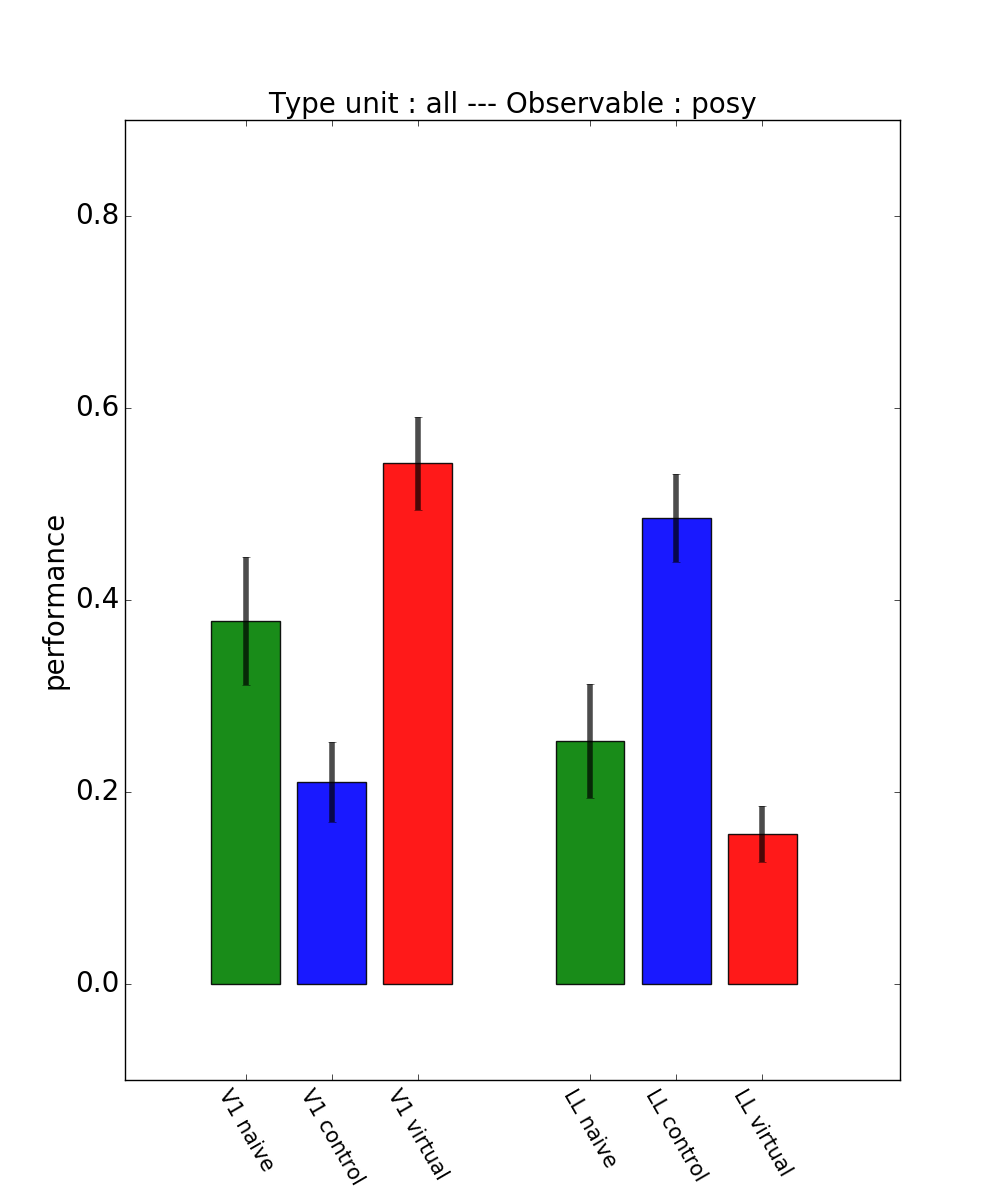 Type unit : all --- Observable : posy
0.8
0.6
0.4
0.2
0.0
performance
V1 naive
V1 control
V1 virtual
LL naive
LL control
LL virtual